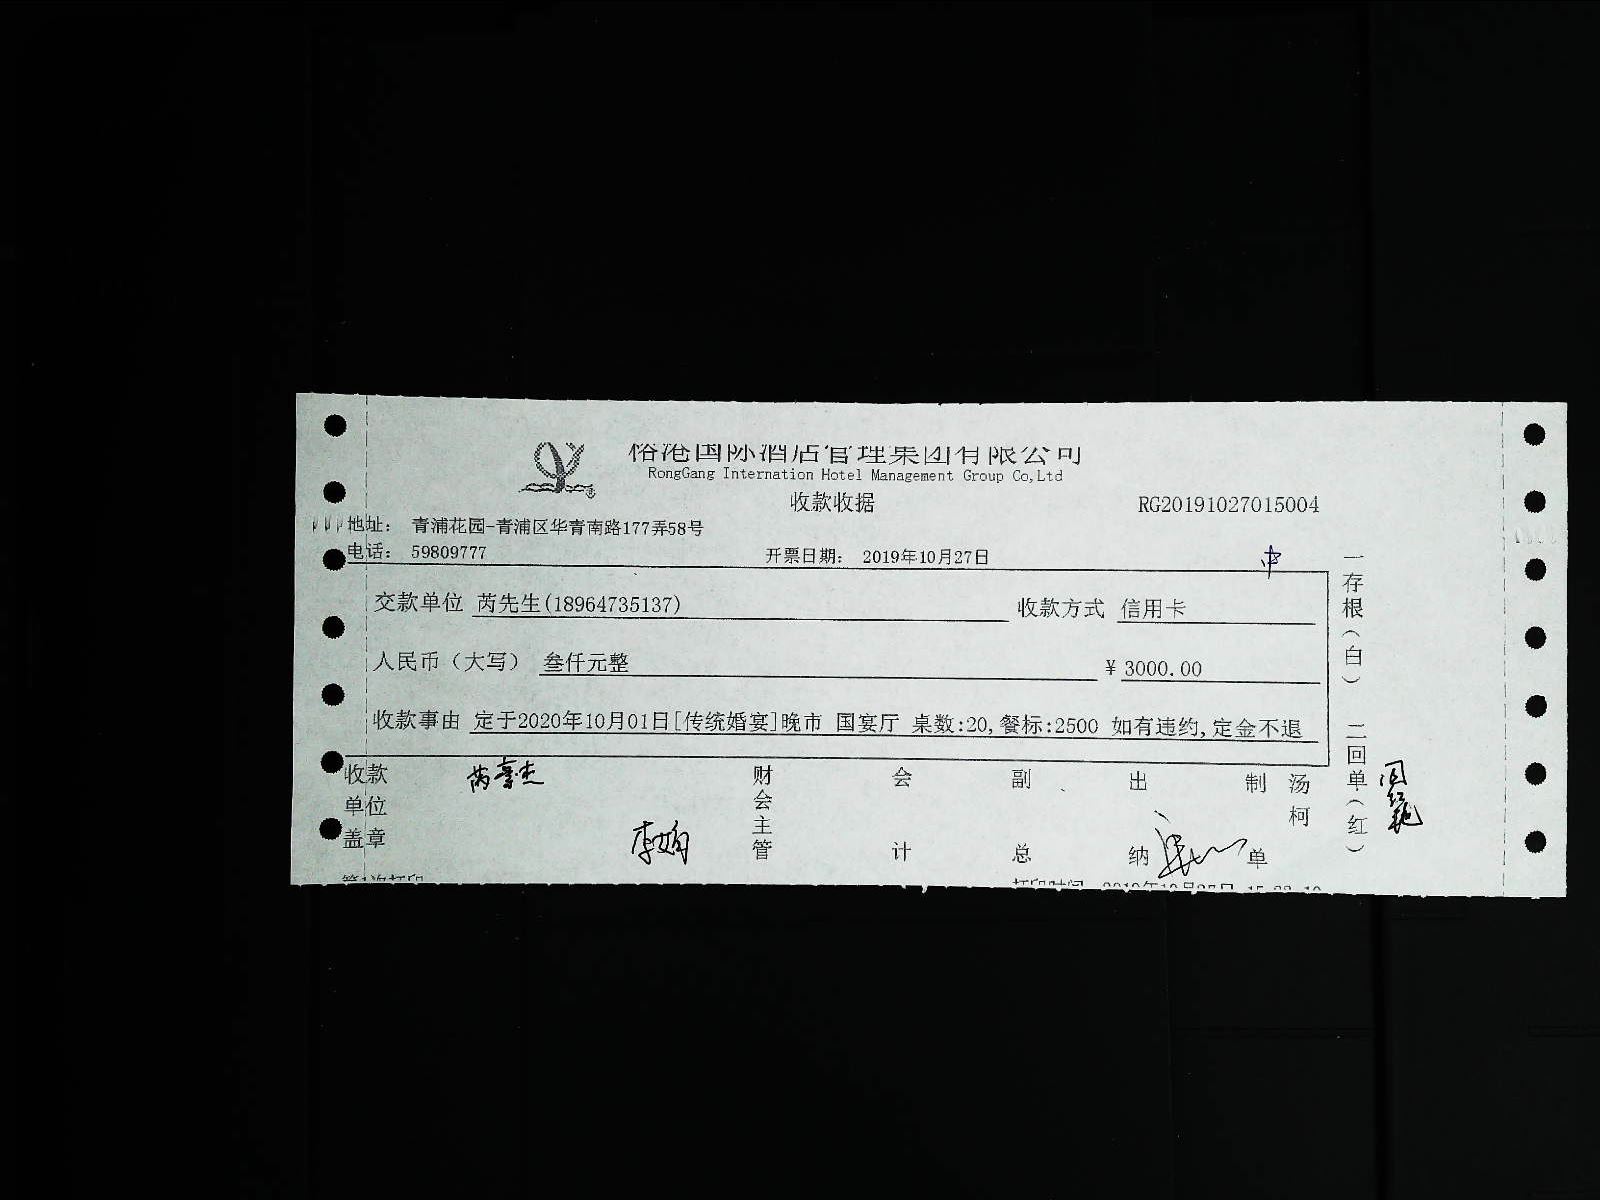 俗港国际酒店管理集团有限公司
RongGang International Hotel Management Group Co,Ltd
收款收据 RG20191027015004
地址： 青浦花园-青浦区华青南路177弄58号
电话： 59809777 开票日期： 2019年10月27日
交款单位 芮先生(18964735137) 收款方式 信用卡
人民币（大写） 叁仟元整 ¥ 3000.00
收款事由 定于2020年10月01日[传统婚宴]晚市 国宴厅 桌数:20,餐标:2500 如有违约,定金不退
一存根（白） 二回单（红）
收款单位盖章 芮豪杰 财会主管 会计 副总 出纳 制单 汤柯